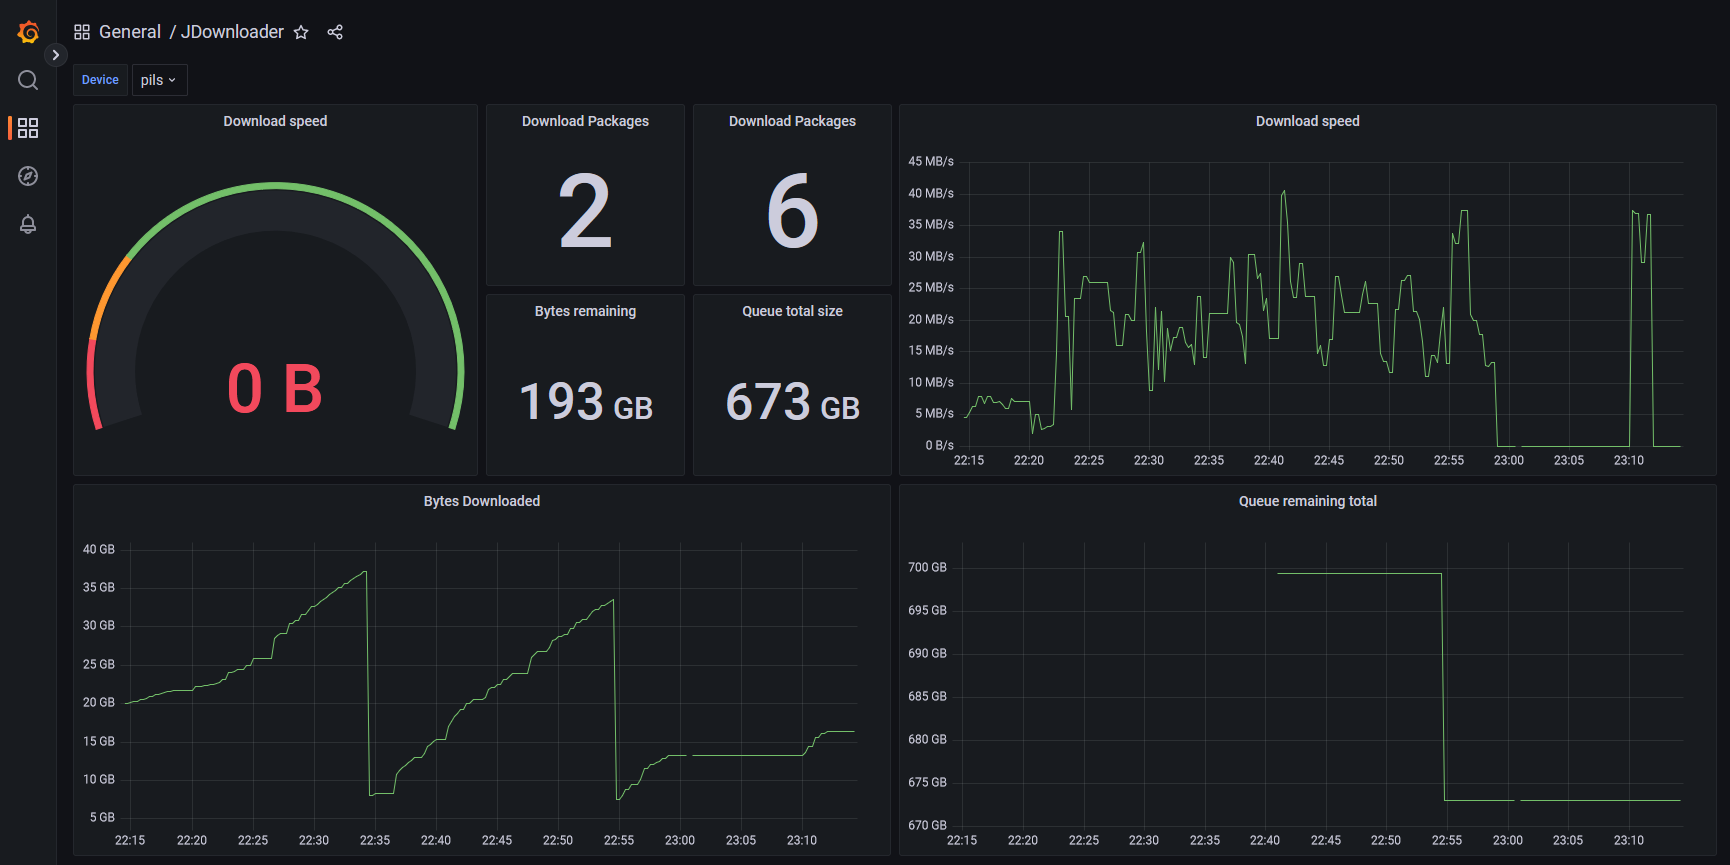 General / JDownloader
Device pils
Download speed
0 B
Download Packages
2
Download Packages
6
Bytes remaining
193 GB
Queue total size
673 GB
Download speed
45 MB/s
40 MB/s
35 MB/s
30 MB/s
25 MB/s
20 MB/s
15 MB/s
10 MB/s
5 MB/s
0 B/s
22:15 22:20 22:25 22:30 22:35 22:40 22:45 22:50 22:55 23:00 23:05 23:10
Bytes Downloaded
40 GB
35 GB
30 GB
25 GB
20 GB
15 GB
10 GB
5 GB
22:15 22:20 22:25 22:30 22:35 22:40 22:45 22:50 22:55 23:00 23:05 23:10
Queue remaining total
700 GB
695 GB
690 GB
685 GB
680 GB
675 GB
670 GB
22:15 22:20 22:25 22:30 22:35 22:40 22:45 22:50 22:55 23:00 23:05 23:10